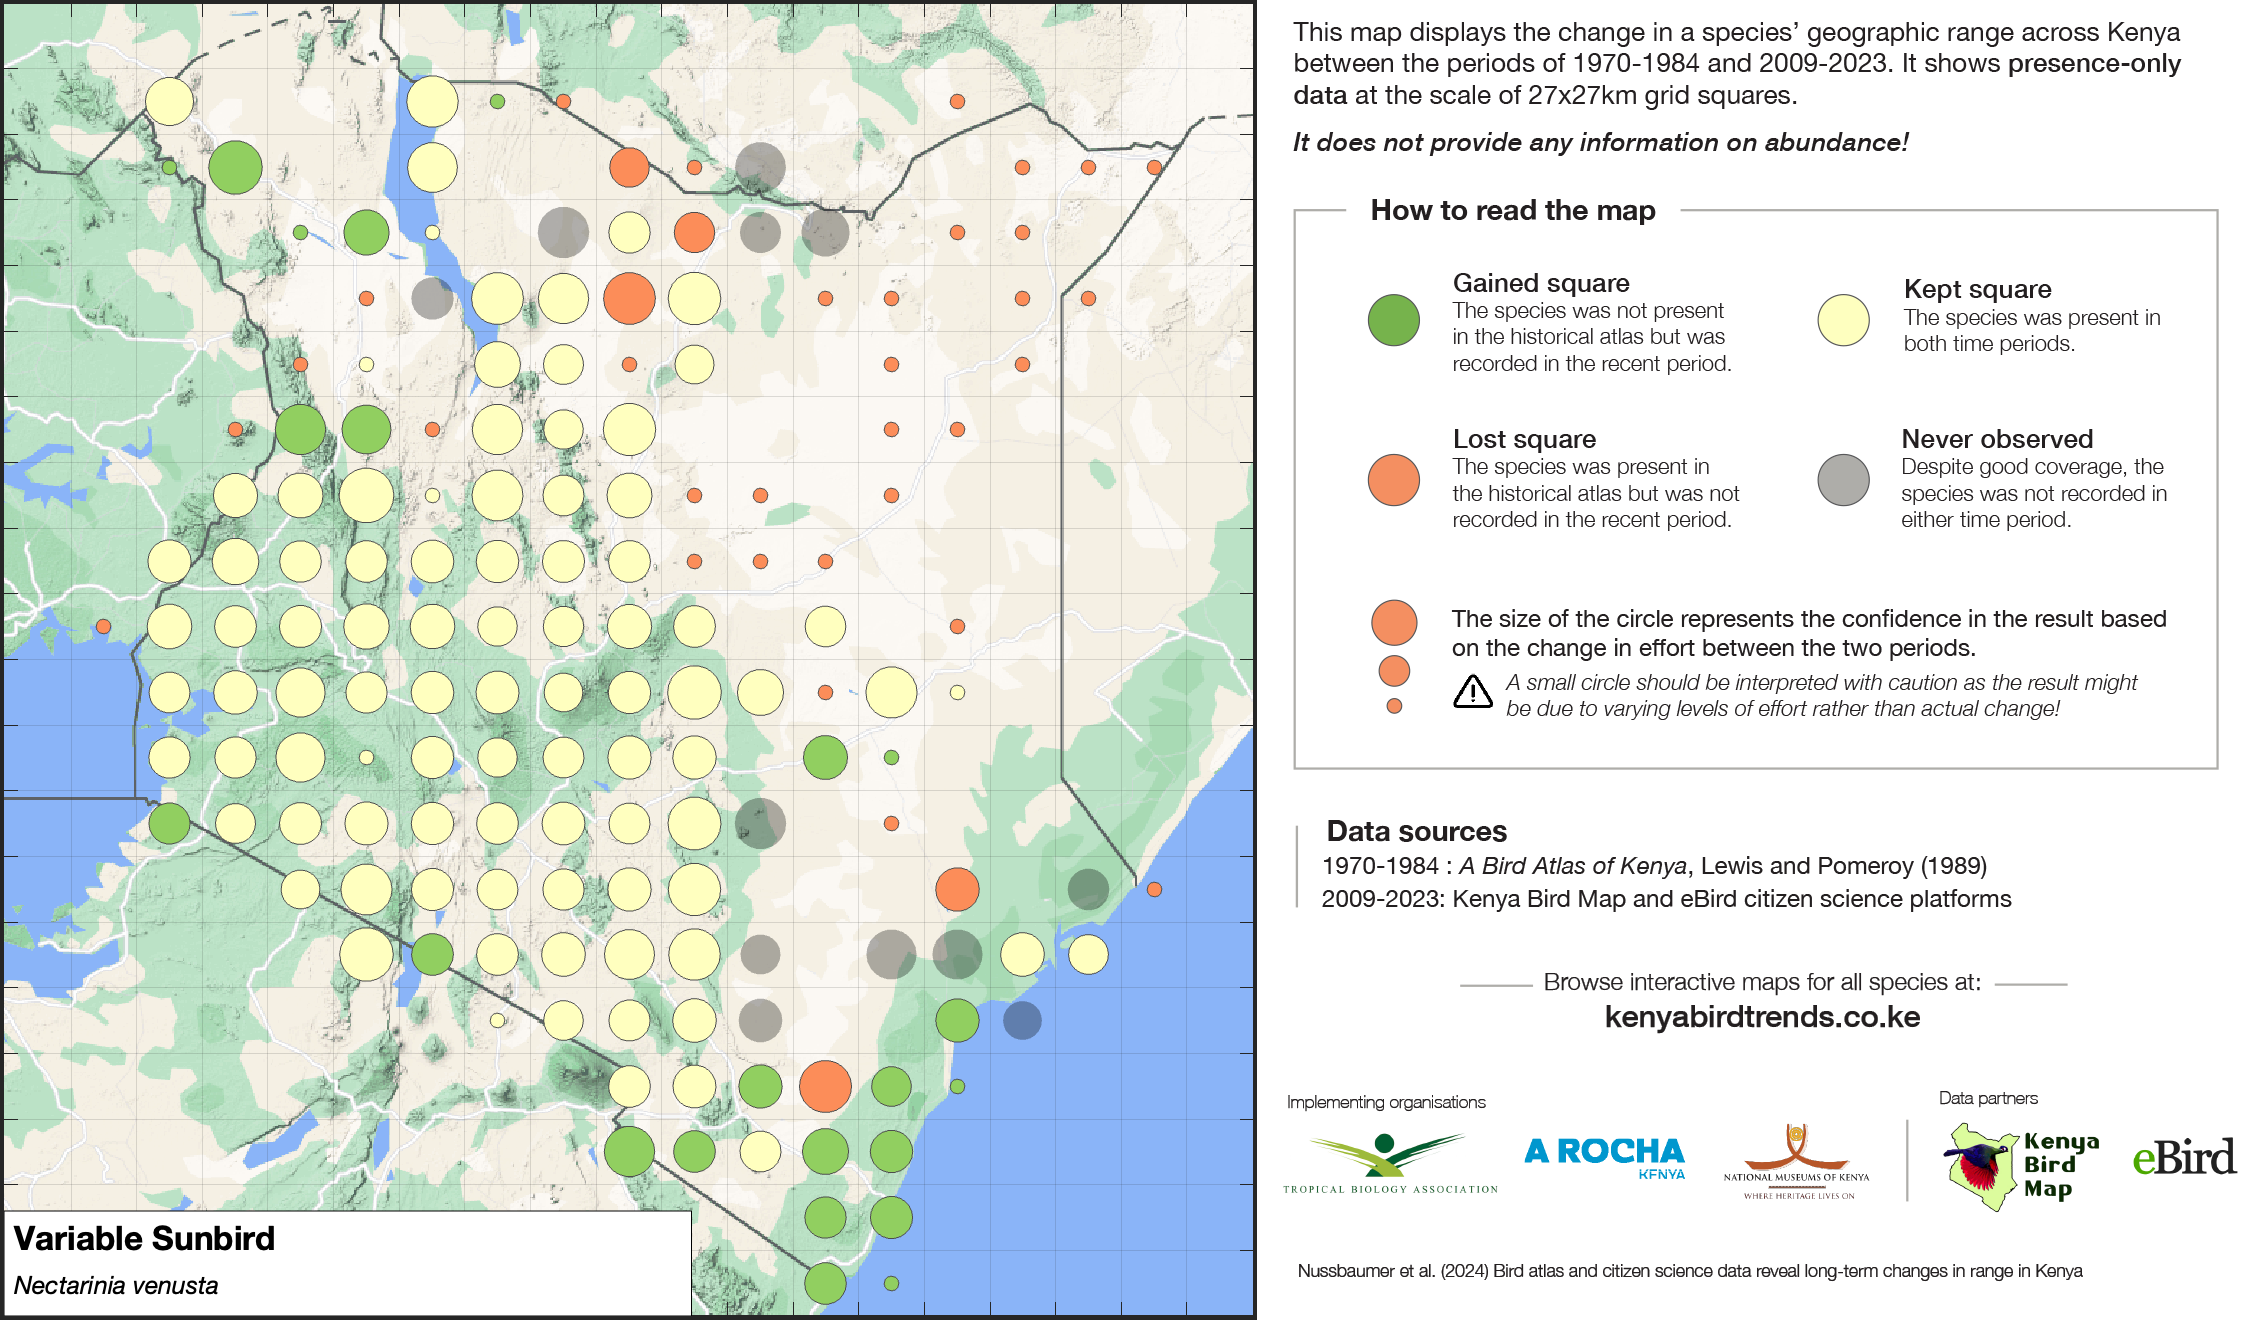 This map displays the change in a species’ geographic range across Kenya
between the periods of 1970-1984 and 2009-2023. It shows presence-only
data at the scale of 27x27km grid squares.
It does not provide any information on abundance!
How to read the map
Gained square
The species was not present
in the historical atlas but was
recorded in the recent period.
Kept square
The species was present in
both time periods.
Lost square
The species was present in
the historical atlas but was not
recorded in the recent period.
Never observed
Despite good coverage, the
species was not recorded in
either time period.
The size of the circle represents the confidence in the result based
on the change in effort between the two periods.
A small circle should be interpreted with caution as the result might
be due to varying levels of effort rather than actual change!
Data sources
1970-1984 : A Bird Atlas of Kenya, Lewis and Pomeroy (1989)
2009-2023: Kenya Bird Map and eBird citizen science platforms
Browse interactive maps for all species at:
kenyabirdtrends.co.ke
Implementing organisations
Data partners
TROPICAL BIOLOGY ASSOCIATION
A ROCHA
KENYA
NATIONAL MUSEUMS OF KENYA
WHERE HERITAGE LIVES ON
Kenya
Bird
Map
eBird
Variable Sunbird
Nectarinia venusta
Nussbaumer et al. (2024) Bird atlas and citizen science data reveal long-term changes in range in Kenya